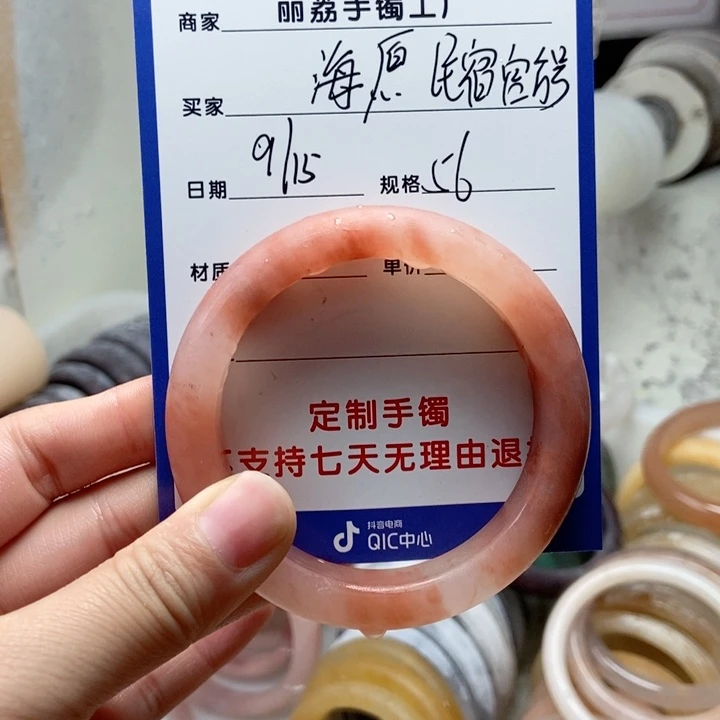 商家 丽荔手镯工厂
买家 海原 民宿
日期 9/15 规格 56
材质 单价
定制手镯
支持七天无理由退
抖音电商
QIC中心